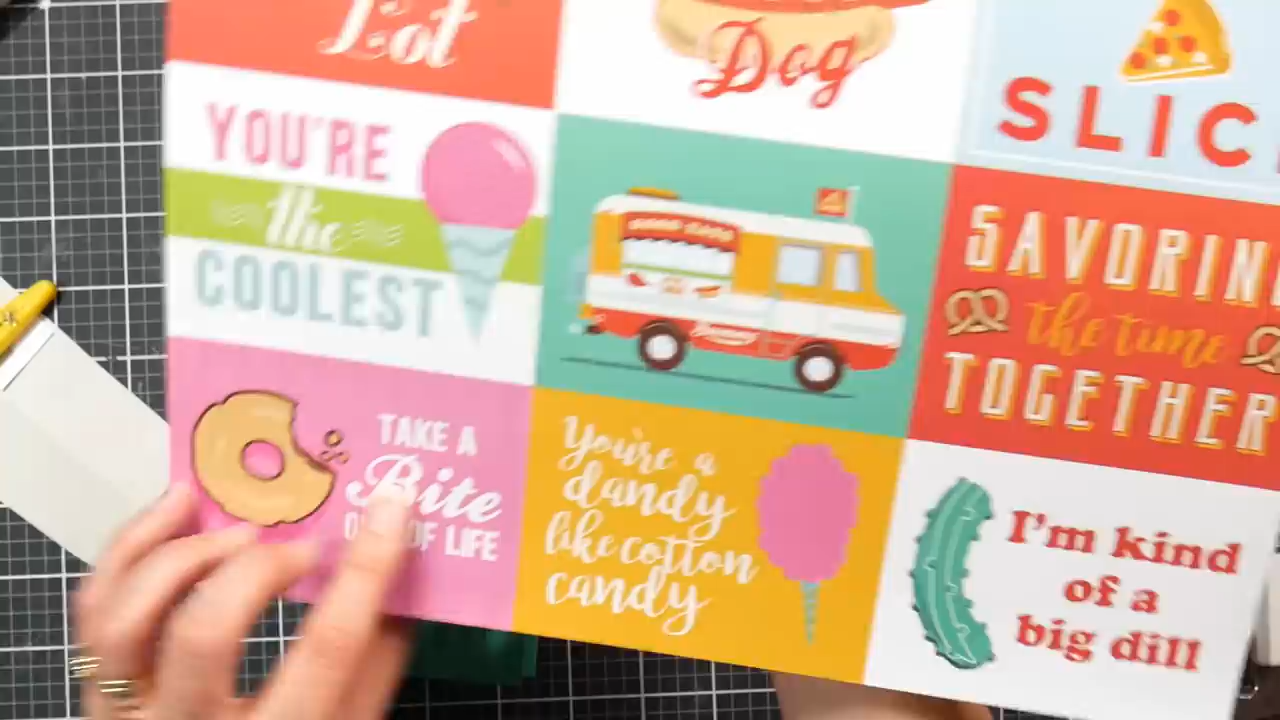 Lot
Dog
SLIC
YOU'RE
the
COOLEST
SAVORIN
the time
TOGETHER
TAKE A
Bite
OUT OF LIFE
You're a
dandy
like cotton
candy
I'm kind
of a
big dill